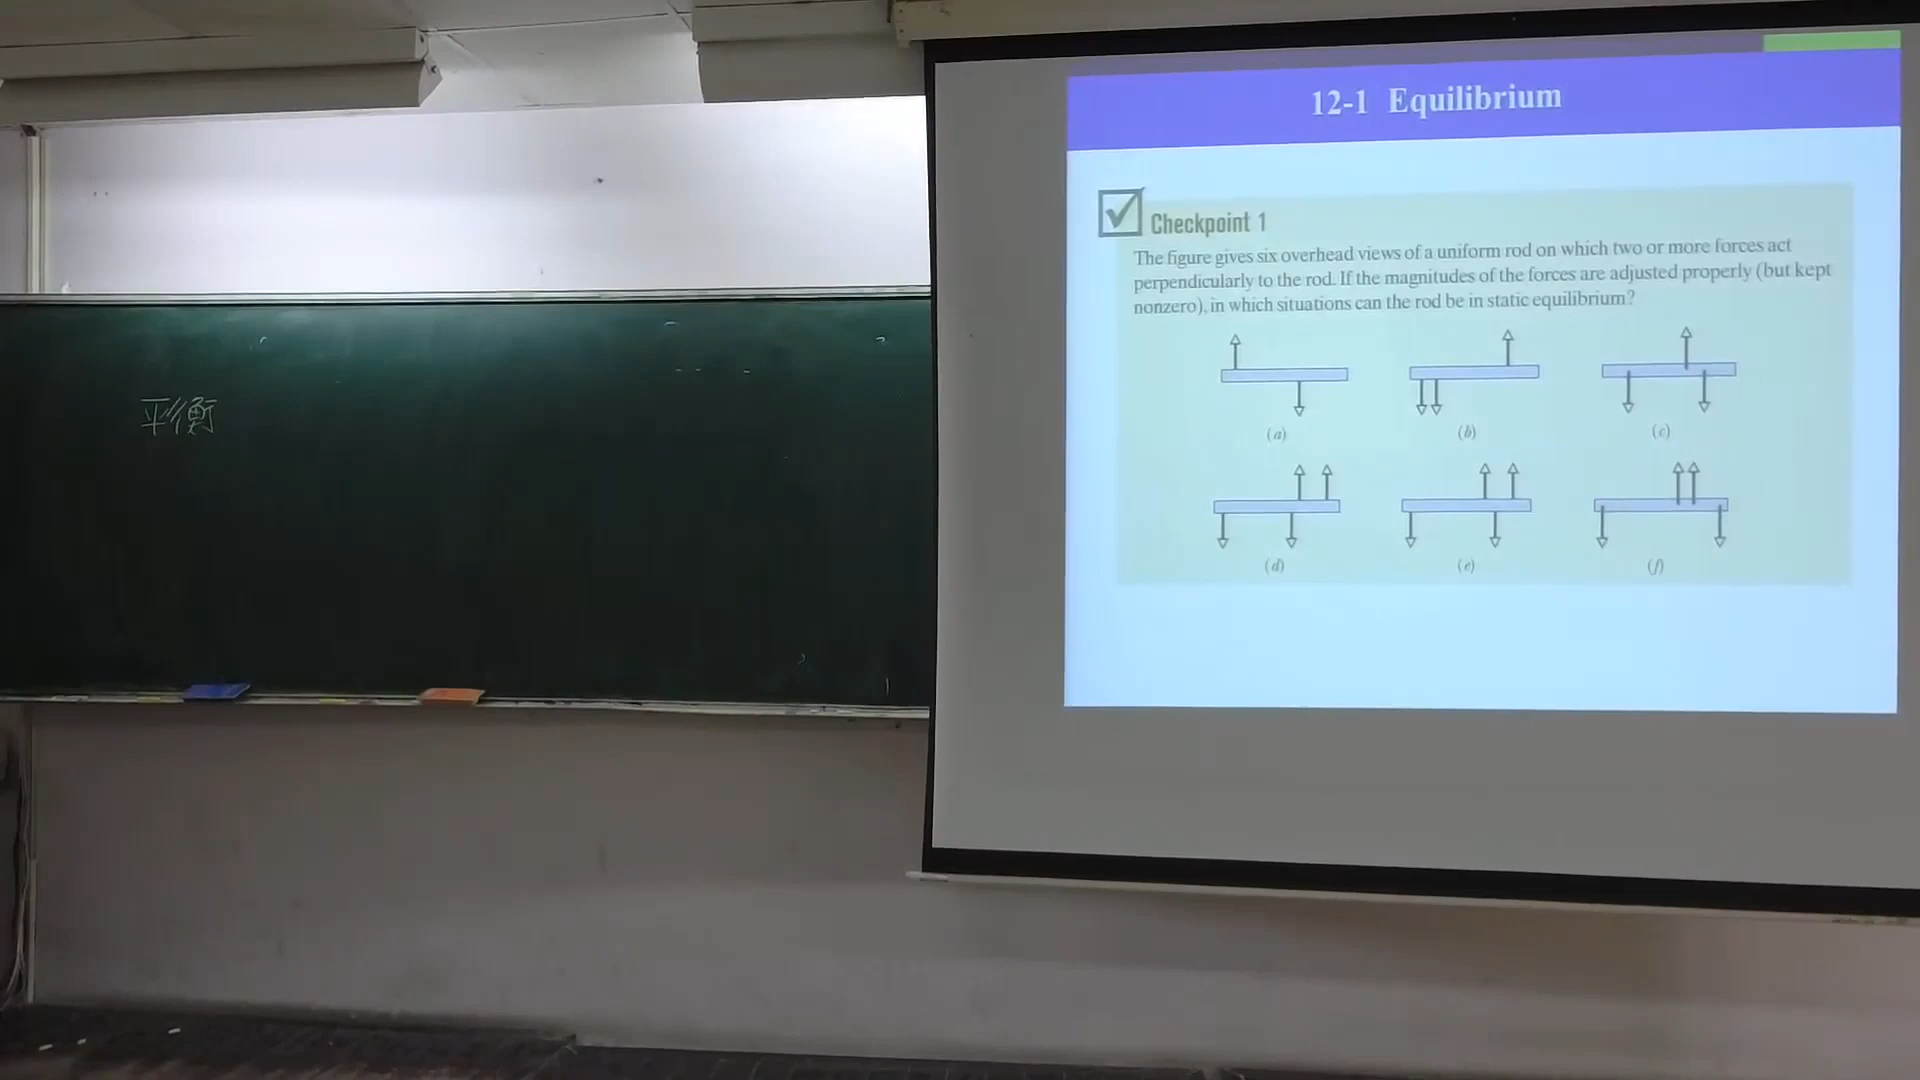 平衡
12-1 Equilibrium
Checkpoint 1
The figure gives six overhead views of a uniform rod on which two or more forces act
perpendicularly to the rod. If the magnitudes of the forces are adjusted properly (but kept
nonzero), in which situations can the rod be in static equilibrium?
(a) (b) (c)
(d) (e) (f)